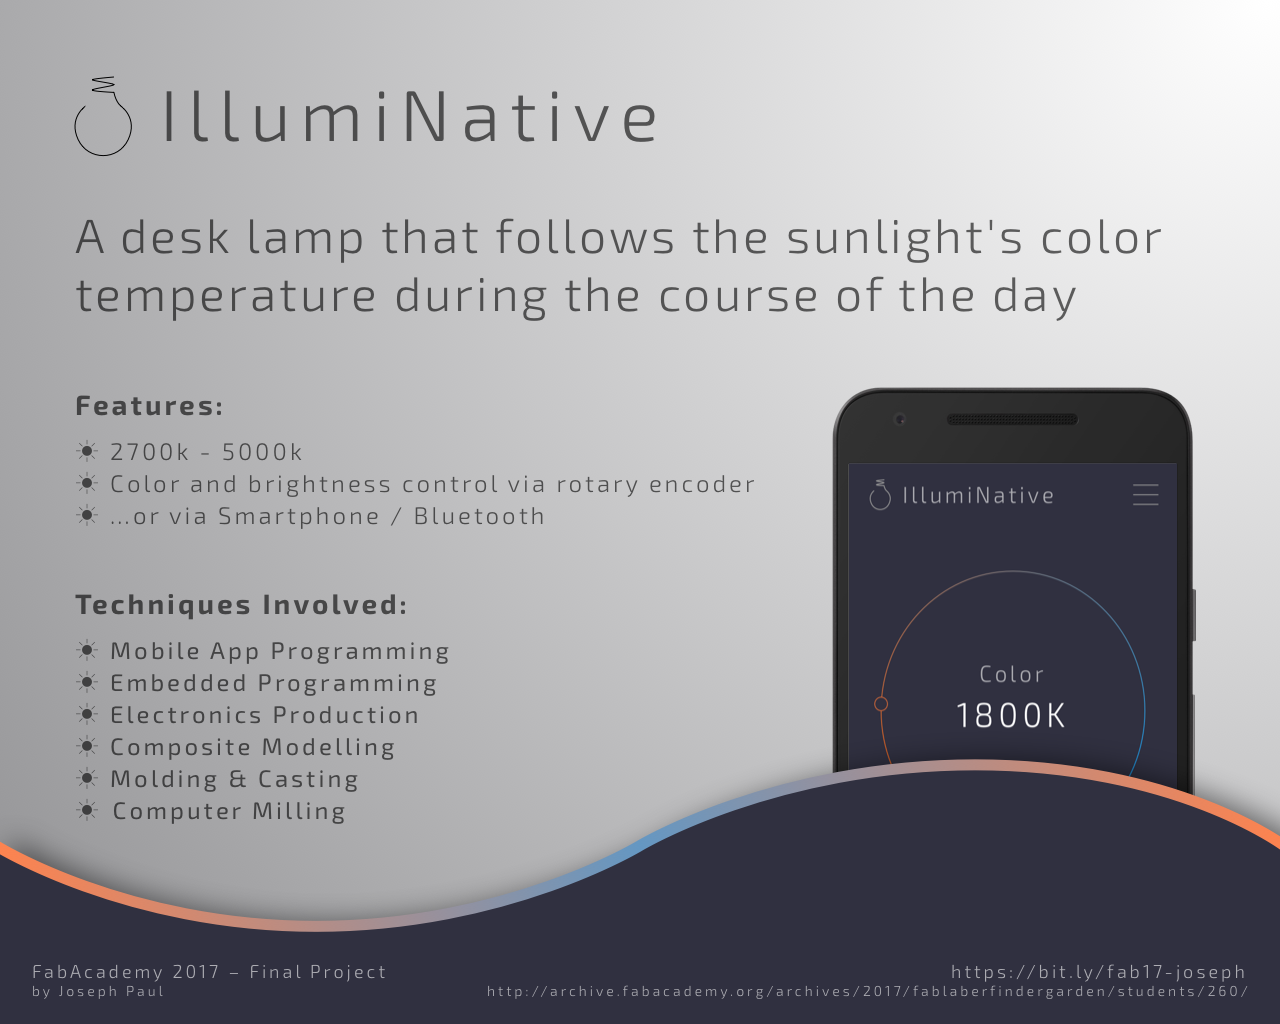 IllumiNative
A desk lamp that follows the sunlight's color
temperature during the course of the day
Features:
2700k - 5000k
Color and brightness control via rotary encoder
...or via Smartphone / Bluetooth
Techniques Involved:
Mobile App Programming
Embedded Programming
Electronics Production
Composite Modelling
Molding & Casting
Computer Milling
IllumiNative
Color
1800K
FabAcademy 2017 – Final Project
by Joseph Paul
https://bit.ly/fab17-joseph
http://archive.fabacademy.org/archives/2017/fablaberfindergarden/students/260/